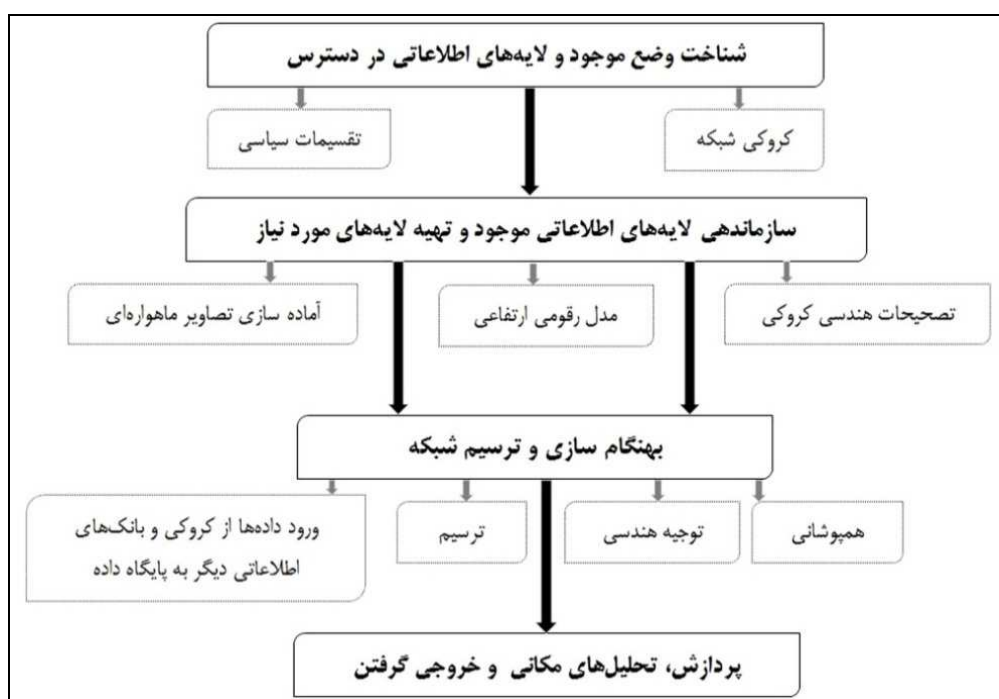 شناخت وضع موجود و لایه‌های اطلاعاتی در دسترس
کروکی شبکه
تقسیمات سیاسی
سازماندهی لایه‌های اطلاعاتی موجود و تهیه لایه‌های مورد نیاز
تصحیحات هندسی کروکی
مدل رقومی ارتفاعی
آماده سازی تصاویر ماهواره‌ای
بهنگام سازی و ترسیم شبکه
همپوشانی
توجیه هندسی
ترسیم
ورود داده‌ها از کروکی و بانک‌های
اطلاعاتی دیگر به پایگاه داده
پردازش، تحلیل‌های مکانی و خروجی گرفتن